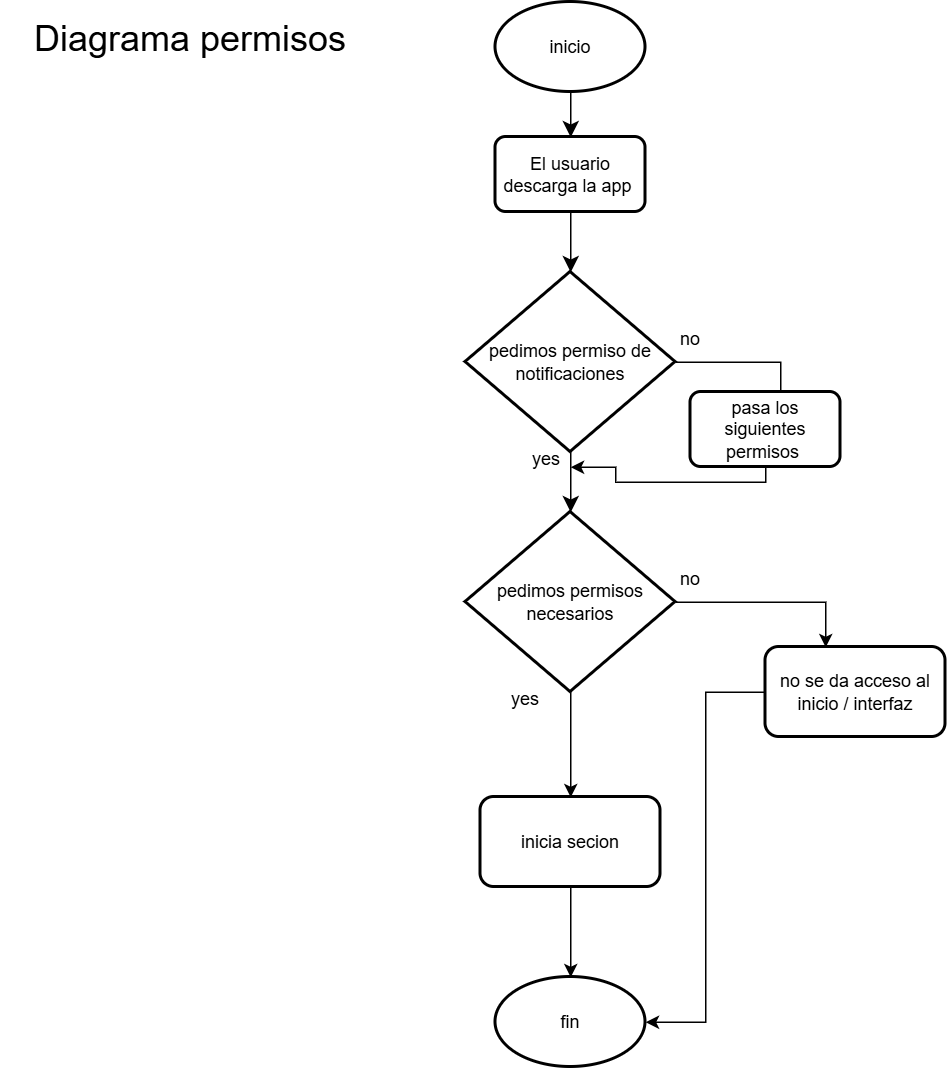 Diagrama permisos
inicio
El usuario
descarga la app
pedimos permiso de
notificaciones
no
pasa los
siguientes
permisos
yes
pedimos permisos
necesarios
no
no se da acceso al
inicio / interfaz
yes
inicia secion
fin